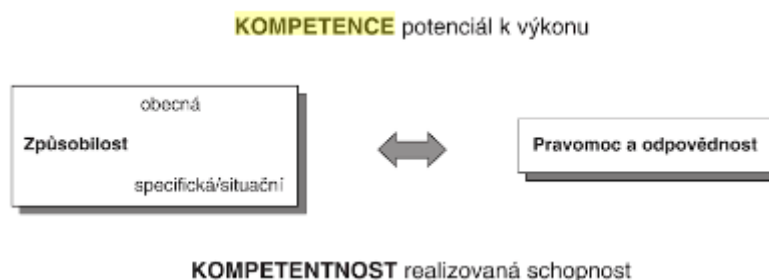 KOMPETENCE potenciál k výkonu
obecná
Způsobilost
specifická/situační
Pravomoc a odpovědnost
KOMPETENTNOST realizovaná schopnost